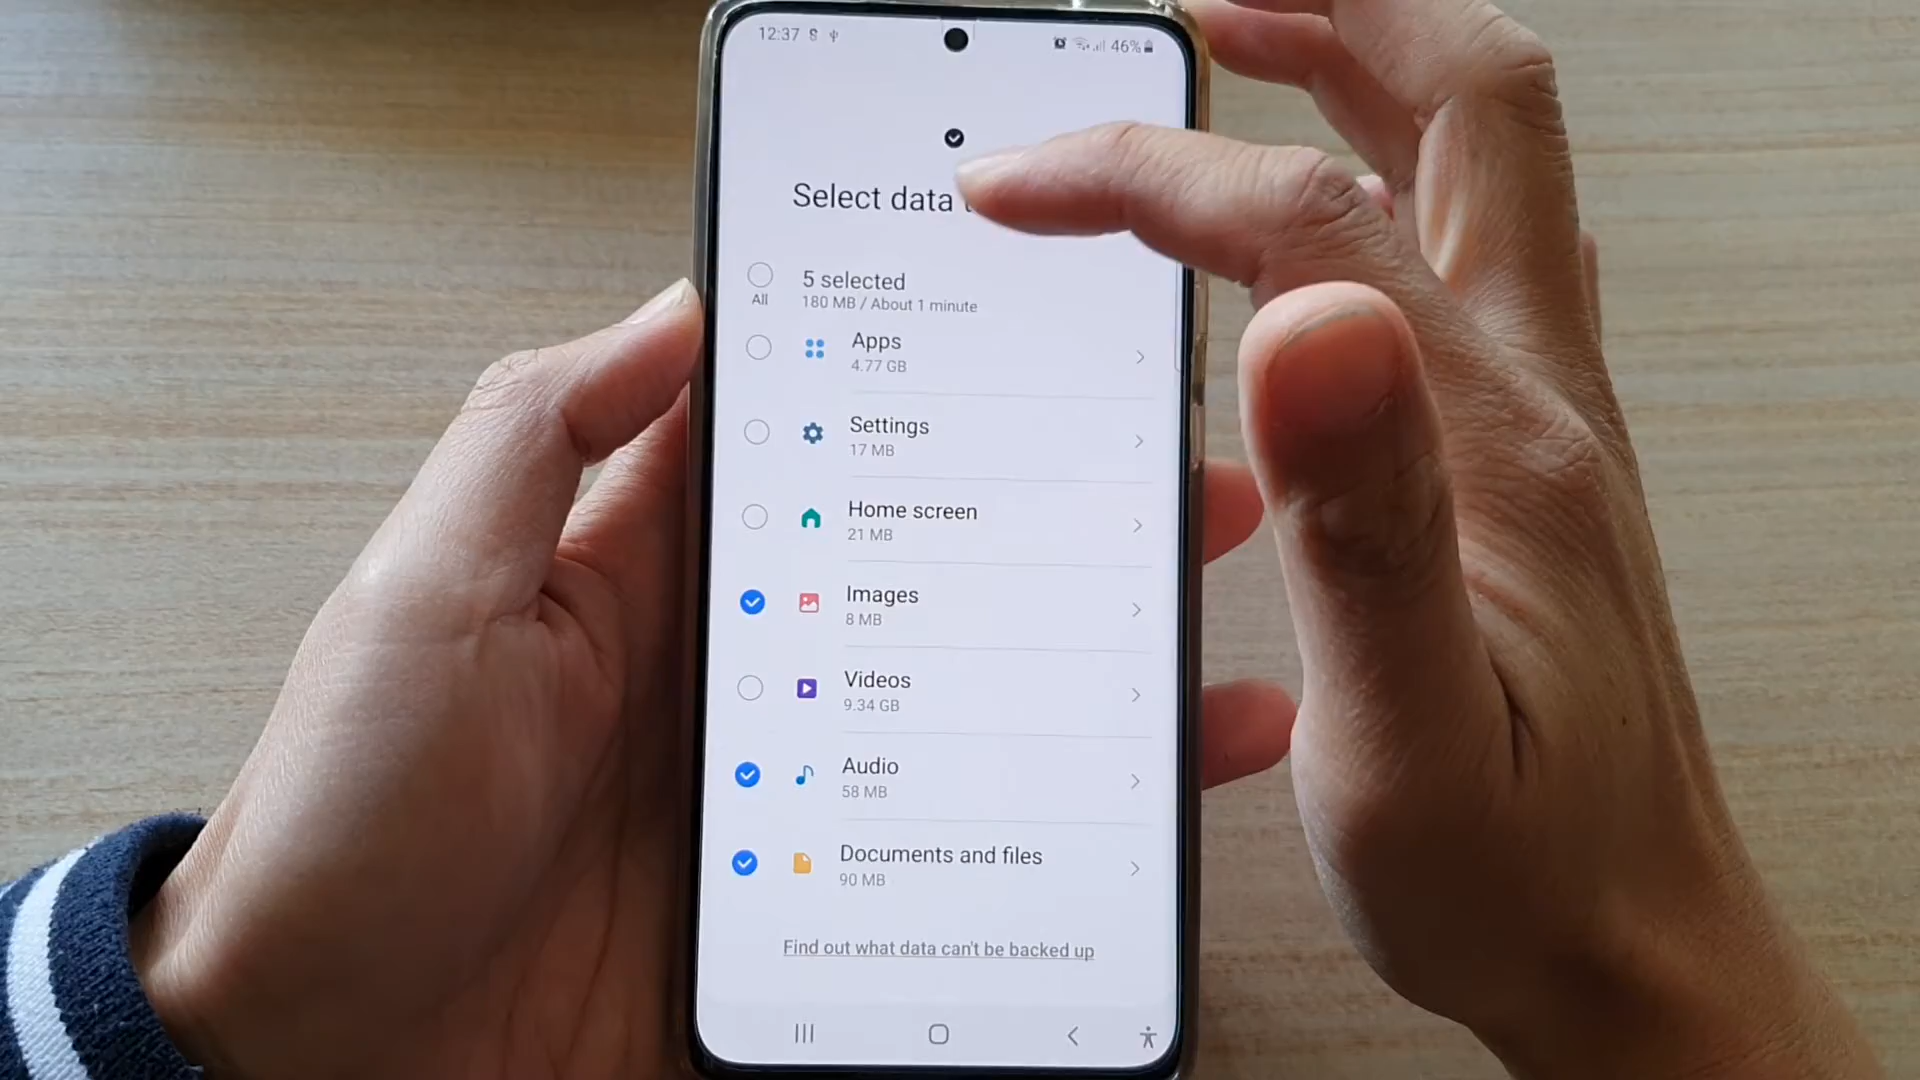 12:37
46%
Select data
5 selected
All
180 MB / About 1 minute
Apps
4.77 GB
Settings
17 MB
Home screen
21 MB
Images
8 MB
Videos
9.34 GB
Audio
58 MB
Documents and files
90 MB
Find out what data can't be backed up